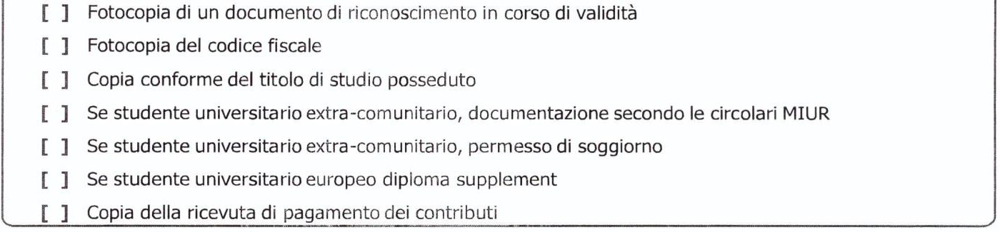 [ ] Fotocopia di un documento di riconoscimento in corso di validità
[ ] Fotocopia del codice fiscale
[ ] Copia conforme del titolo di studio posseduto
[ ] Se studente universitario extra-comunitario, documentazione secondo le circolari MIUR
[ ] Se studente universitario extra-comunitario, permesso di soggiorno
[ ] Se studente universitario europeo diploma supplement
[ ] Copia della ricevuta di pagamento dei contributi